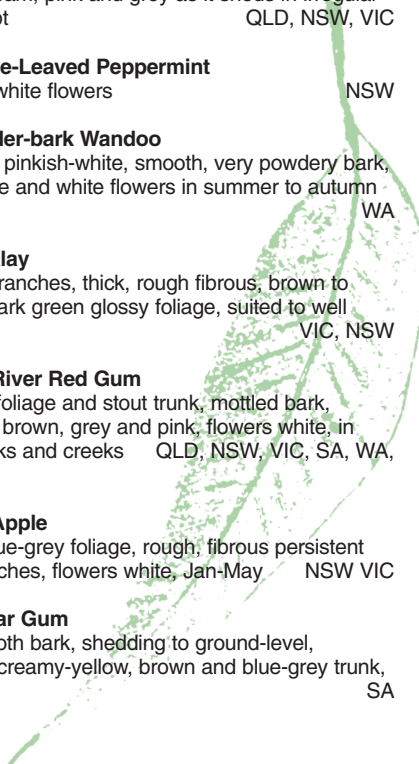 pink and grey as it sheds in irregular
QLD, NSW, VIC
e-Leaved Peppermint
white flowers NSW
er-bark Wandoo
pinkish-white, smooth, very powdery bark,
e and white flowers in summer to autumn
WA
lay
ranches, thick, rough fibrous, brown to
ark green glossy foliage, suited to well
VIC, NSW
River Red Gum
foliage and stout trunk, mottled bark,
brown, grey and pink, flowers white, in
ks and creeks QLD, NSW, VIC, SA, WA,
Apple
ue-grey foliage, rough, fibrous persistent
ches, flowers white, Jan-May NSW VIC
ar Gum
oth bark, shedding to ground-level,
creamy-yellow, brown and blue-grey trunk,
SA